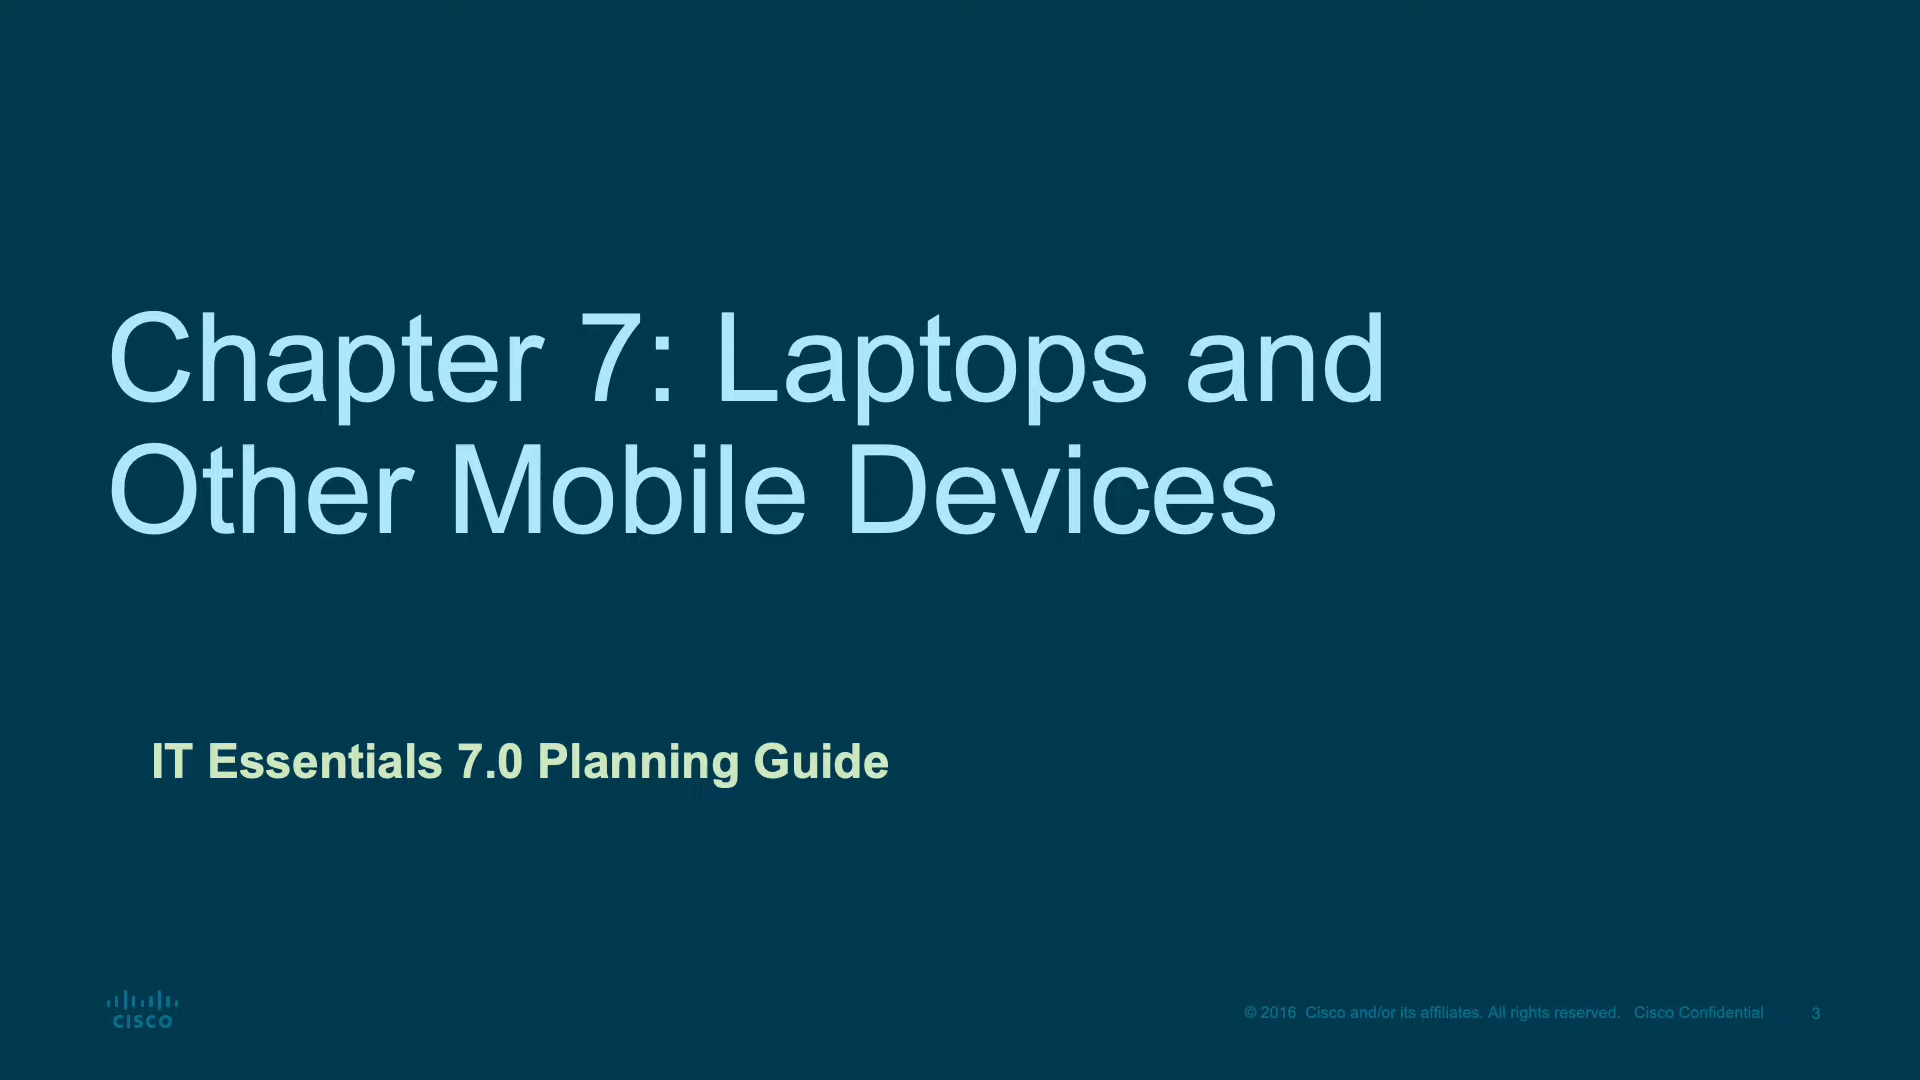 Chapter 7: Laptops and
Other Mobile Devices
IT Essentials 7.0 Planning Guide
CISCO
© 2016 Cisco and/or its affiliates. All rights reserved. Cisco Confidential 3